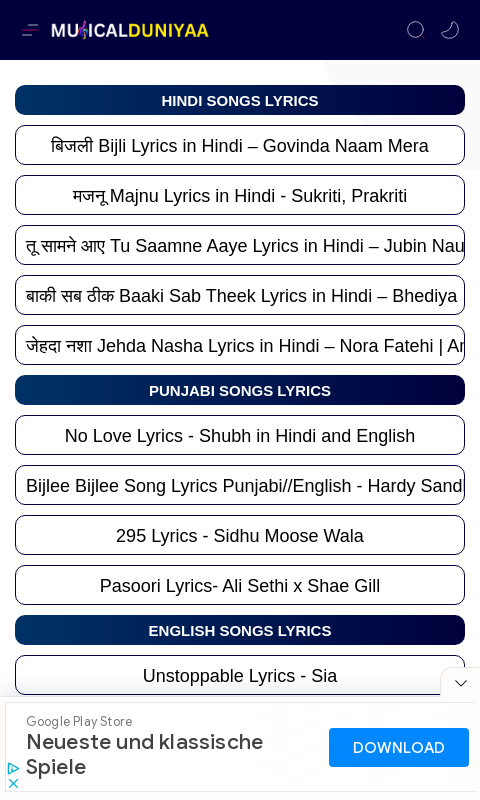 MUSICALDUNIYAA
HINDI SONGS LYRICS
बिजली Bijli Lyrics in Hindi – Govinda Naam Mera
मजनू Majnu Lyrics in Hindi - Sukriti, Prakriti
तू सामने आए Tu Saamne Aaye Lyrics in Hindi – Jubin Nau
बाकी सब ठीक Baaki Sab Theek Lyrics in Hindi – Bhediya
जेहदा नशा Jehda Nasha Lyrics in Hindi – Nora Fatehi | Am
PUNJABI SONGS LYRICS
No Love Lyrics - Shubh in Hindi and English
Bijlee Bijlee Song Lyrics Punjabi//English - Hardy Sand
295 Lyrics - Sidhu Moose Wala
Pasoori Lyrics- Ali Sethi x Shae Gill
ENGLISH SONGS LYRICS
Unstoppable Lyrics - Sia
Google Play Store
Neueste und klassische
Spiele
DOWNLOAD